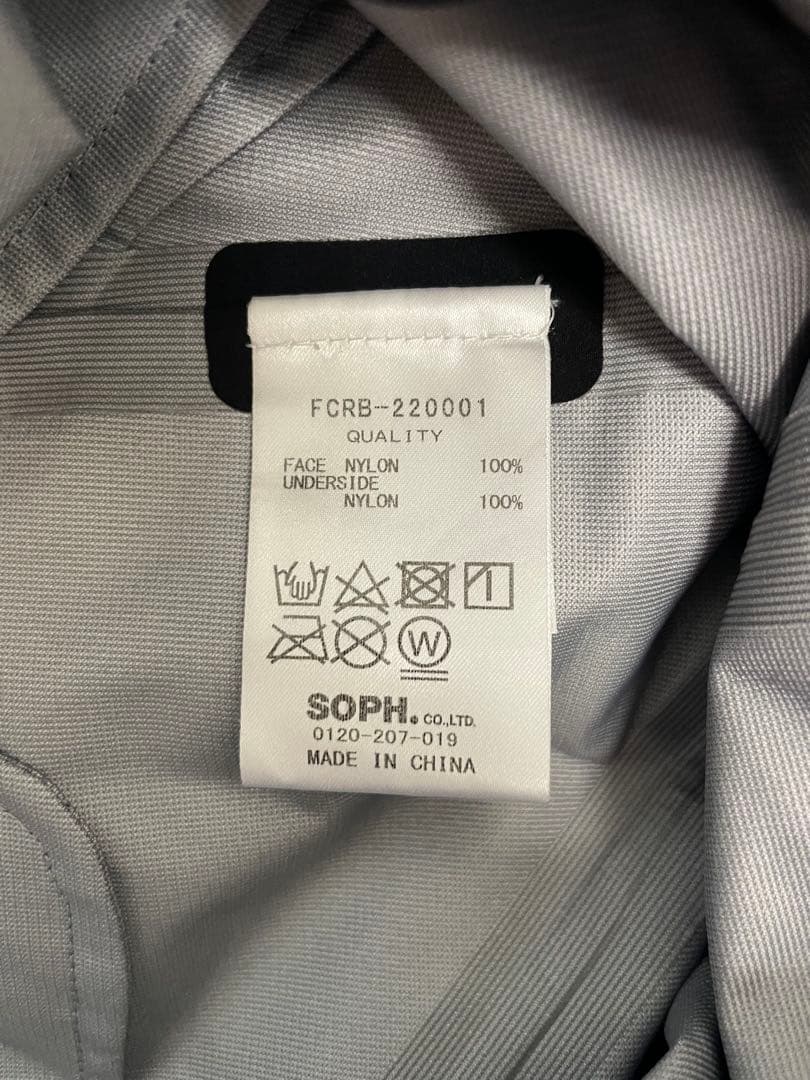 FCRB-220001
QUALITY
FACE NYLON 100%
UNDERSIDE
NYLON 100%
W
SOPH. CO.,LTD.
0120-207-019
MADE IN CHINA